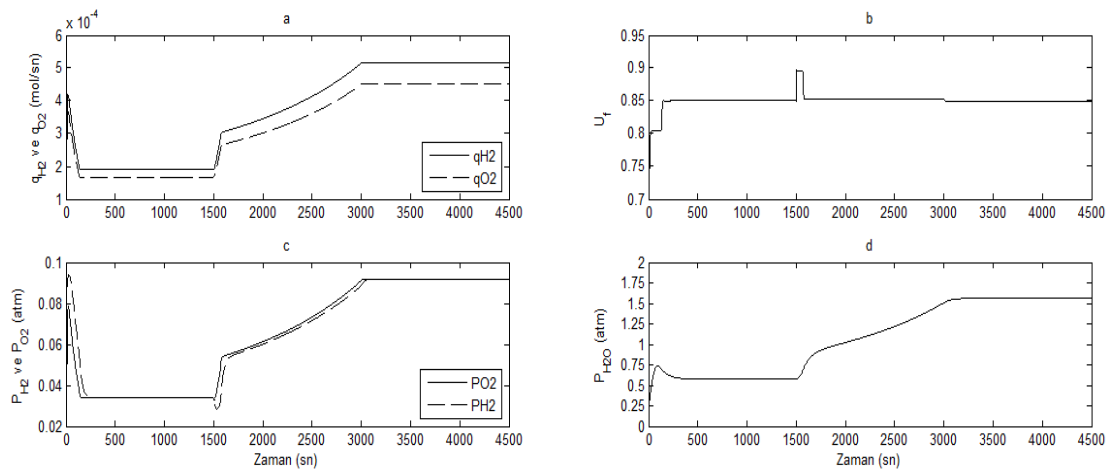 a
x 10⁻⁴
6
5
4
3
2
1
q_H2 ve q_O2 (mol/sn)
qH2
qO2
0 500 1000 1500 2000 2500 3000 3500 4000 4500
b
0.95
0.9
0.85
0.8
0.75
0.7
U_f
0 500 1000 1500 2000 2500 3000 3500 4000 4500
c
0.1
0.08
0.06
0.04
0.02
P_H2 ve P_O2 (atm)
PO2
PH2
0 500 1000 1500 2000 2500 3000 3500 4000 4500
Zaman (sn)
d
2
1.75
1.5
1.25
1
0.75
0.5
0.25
0
P_H2O (atm)
0 500 1000 1500 2000 2500 3000 3500 4000 4500
Zaman (sn)